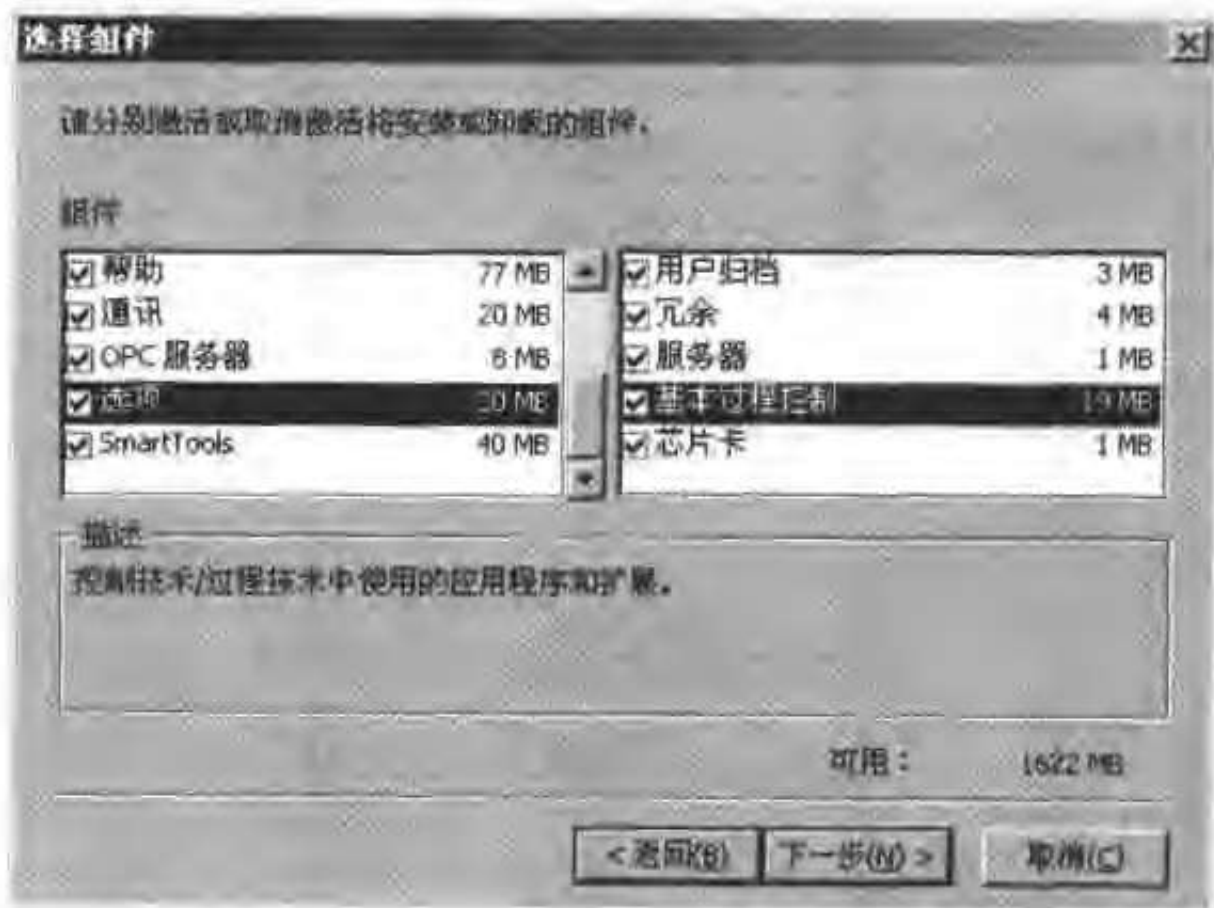 选择组件
请分别激活或取消激活将安装或卸载的组件。
组件
帮助 77 MB
通讯 20 MB
OPC 服务器 6 MB
选项 MB
SmartTools 40 MB
用户归档 3 MB
冗余 4 MB
服务器 1 MB
基本过程控制 19 MB
芯片卡 1 MB
描述
控制技术/过程技术中使用的应用程序和扩展。
可用： 1622 MB
<返回(B) 下一步(N)> 取消(C)